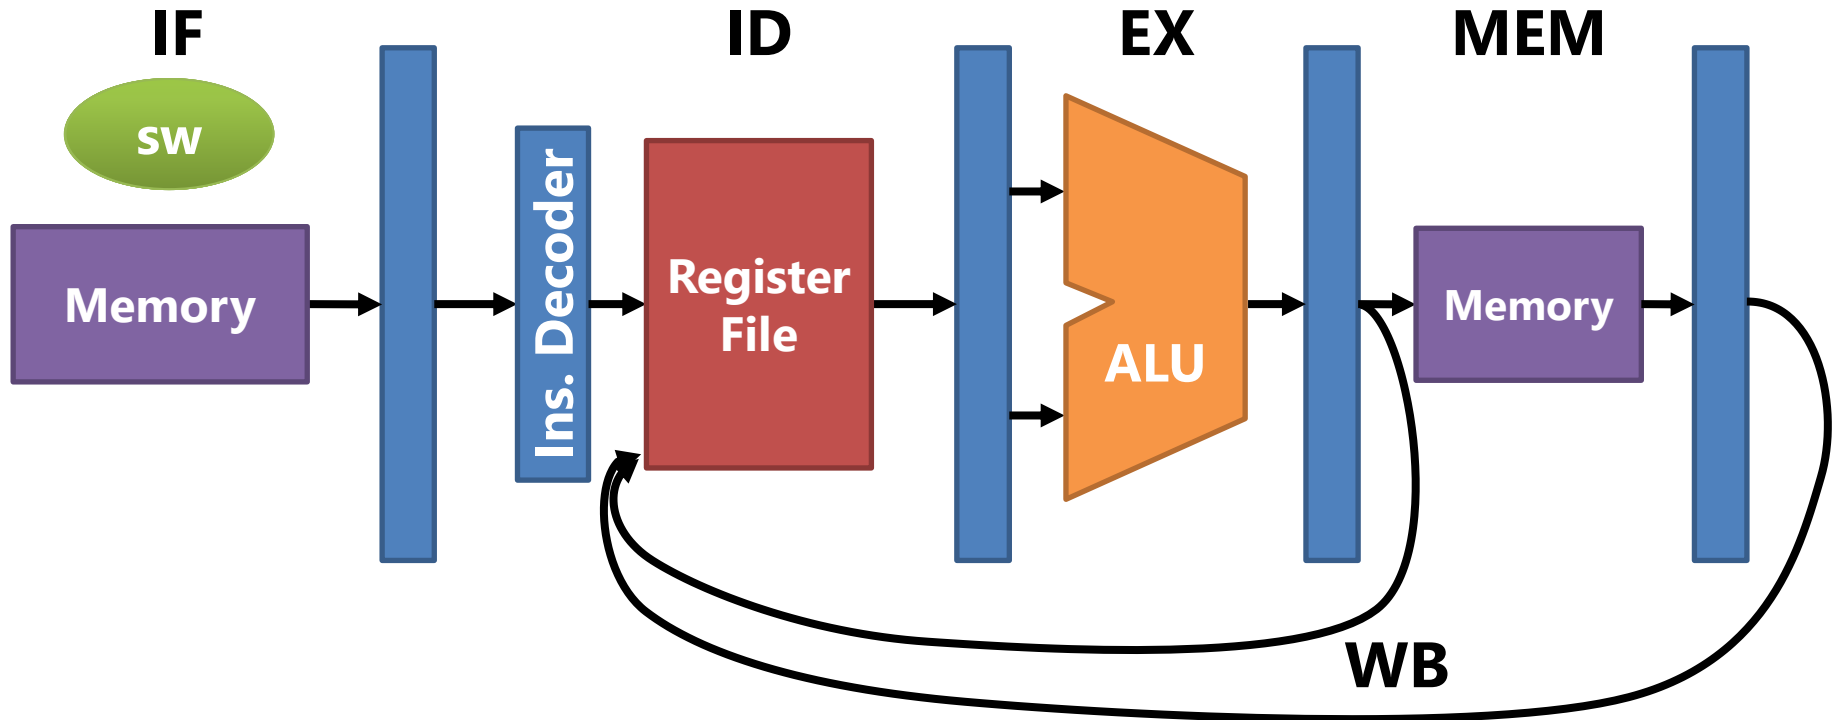 IF
ID
EX
MEM
sw
Memory
Ins. Decoder
Register
File
ALU
Memory
WB